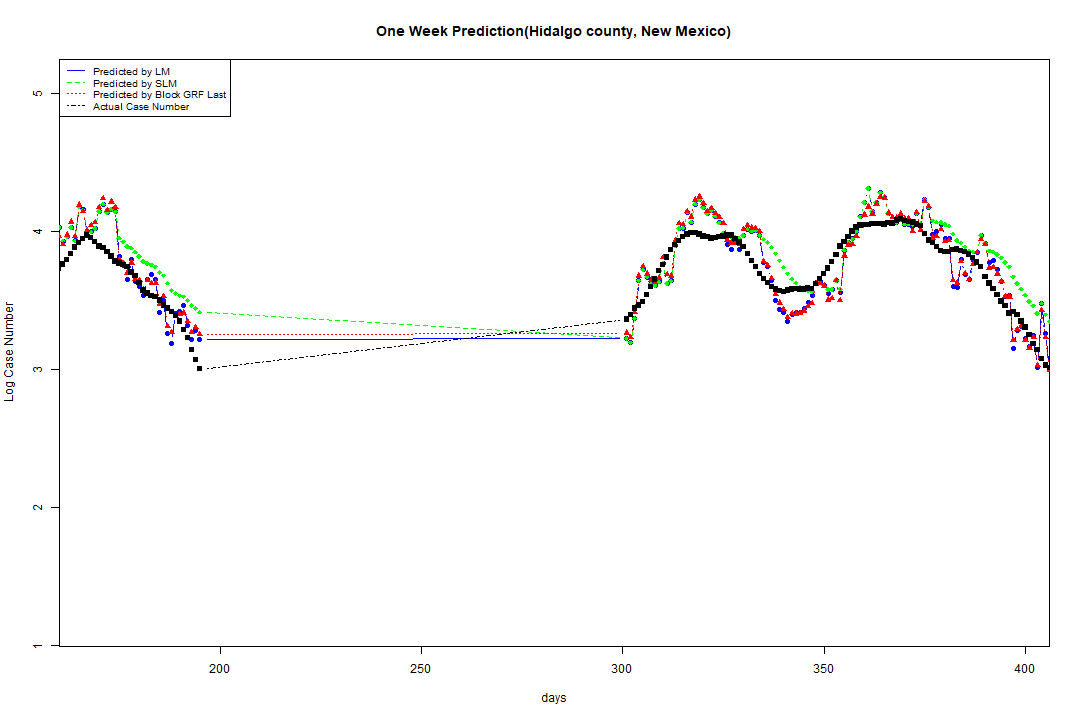 One Week Prediction(Hidalgo county, New Mexico)
Predicted by LM
Predicted by SLM
Predicted by Block GRF Last
Actual Case Number
5
4
3
2
1
Log Case Number
200 250 300 350 400
days